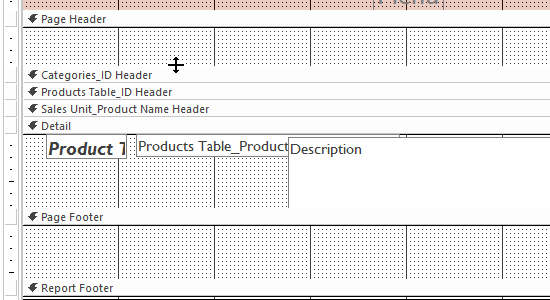 Menu
Page Header
Categories_ID Header
Products Table_ID Header
Sales Unit_Product Name Header
Detail
Product T
Products Table_Product
Description
Page Footer
Report Footer